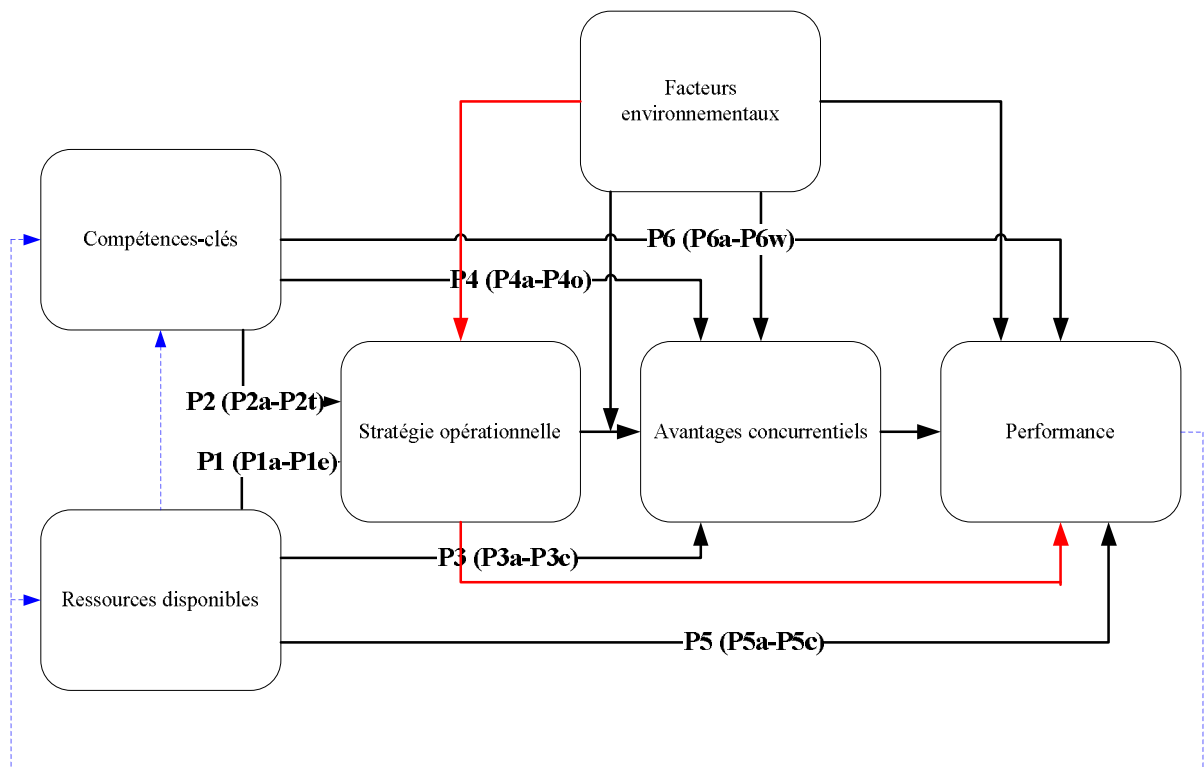 Facteurs
environnementaux
Compétences-clés
P6 (P6a-P6w)
P4 (P4a-P4o)
P2 (P2a-P2t)
Stratégie opérationnelle
Avantages concurrentiels
Performance
P1 (P1a-P1e)
P3 (P3a-P3c)
Ressources disponibles
P5 (P5a-P5c)